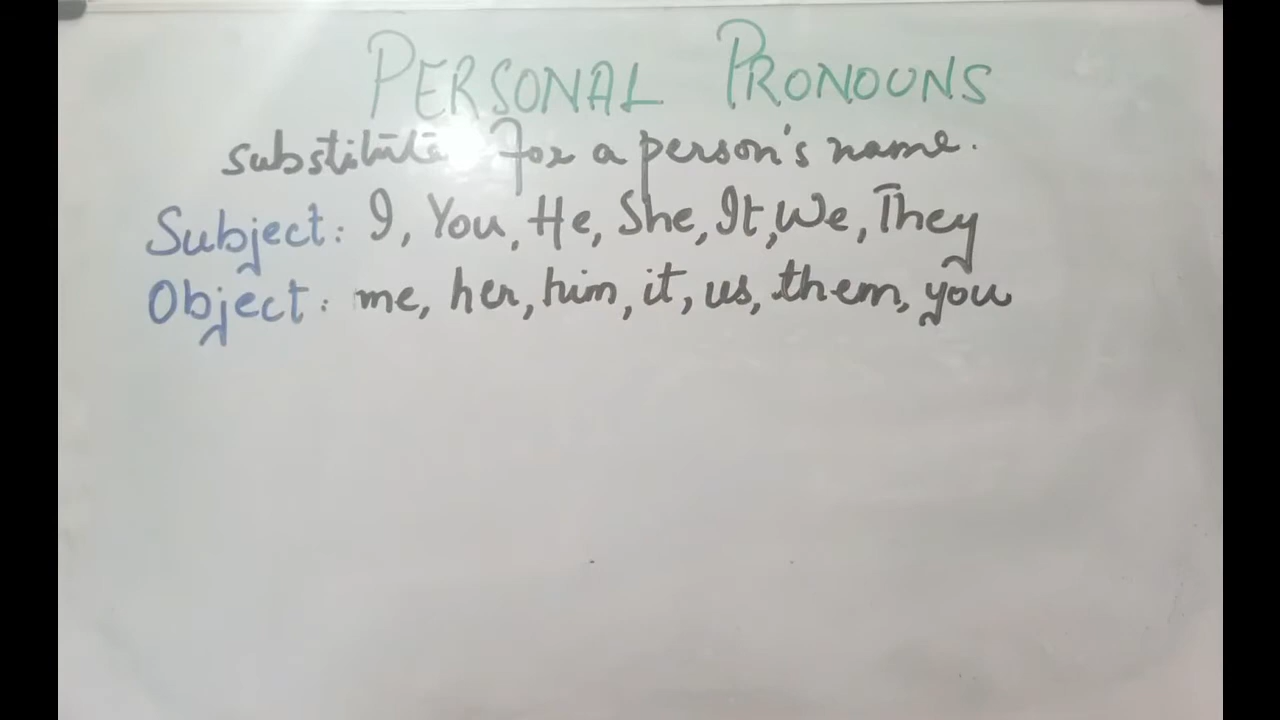 PERSONAL PRONOUNS
substitute for a person's name.
Subject: I, You, He, She, It, We, They
Object: me, her, him, it, us, them, you